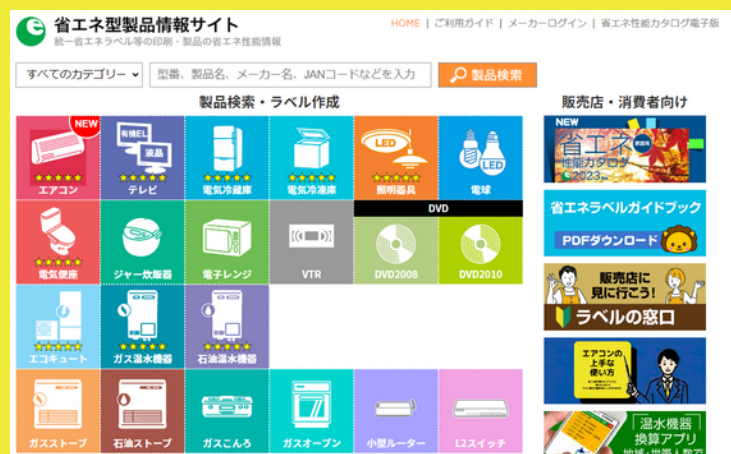 省エネ型製品情報サイト
統一省エネラベル等の印刷・製品の省エネ性能情報
HOME | ご利用ガイド | メーカーログイン | 省エネ性能カタログ電子版
すべてのカテゴリー
型番、製品名、メーカー名、JANコードなどを入力
製品検索
製品検索・ラベル作成
販売店・消費者向け
NEW
エアコン
有機EL
液晶
テレビ
電気冷蔵庫
電気冷凍庫
LED
照明器具
LED
電球
電気便座
ジャー炊飯器
電子レンジ
VTR
DVD
DVD2008
DVD2010
エコキュート
ガス温水機器
石油温水機器
ガスストーブ
石油ストーブ
ガスこんろ
ガスオーブン
小型ルーター
L2スイッチ
NEW
省エネ
性能カタログ
2023
省エネラベルガイドブック
PDFダウンロード
販売店に
見に行こう!
ラベルの窓口
エアコンの
上手な
使い方
温水機器
換算アプリ
地域・世帯人数で